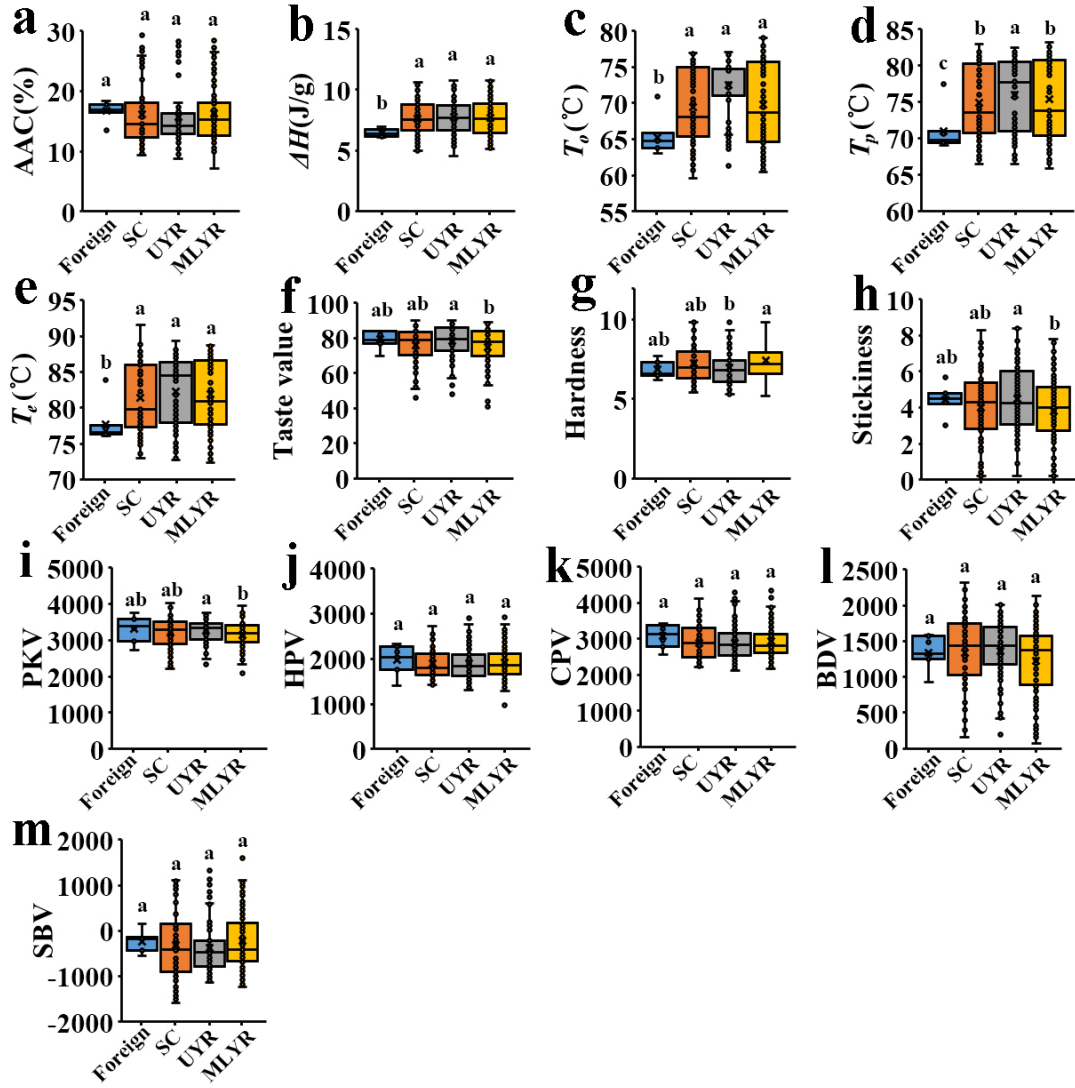 a
AAC(%)
30
20
10
0
a
a
a
a
Foreign
SC
UYR
MLYR
b
ΔH(J/g)
15
10
5
0
b
a
a
a
Foreign
SC
UYR
MLYR
c
To(℃)
80
75
70
65
60
55
b
a
a
a
Foreign
SC
UYR
MLYR
d
Tp(℃)
85
80
75
70
65
60
c
b
a
b
Foreign
SC
UYR
MLYR
e
Te(℃)
95
90
85
80
75
70
b
a
a
a
Foreign
SC
UYR
MLYR
f
Taste value
100
80
60
40
20
0
ab
ab
a
b
Foreign
SC
UYR
MLYR
g
Hardness
10
5
0
ab
ab
b
a
Foreign
SC
UYR
MLYR
h
Stickiness
10
8
6
4
2
0
ab
a
a
b
Foreign
SC
UYR
MLYR
i
PKV
5000
4000
3000
2000
1000
0
ab
ab
a
b
Foreign
SC
UYR
MLYR
j
HPV
4000
3000
2000
1000
0
a
a
a
a
Foreign
SC
UYR
MLYR
k
CPV
5000
4000
3000
2000
1000
0
a
a
a
a
Foreign
SC
UYR
MLYR
l
BDV
2500
2000
1500
1000
500
0
a
a
a
a
Foreign
SC
UYR
MLYR
m
SBV
2000
1000
0
-1000
-2000
a
a
a
a
Foreign
SC
UYR
MLYR